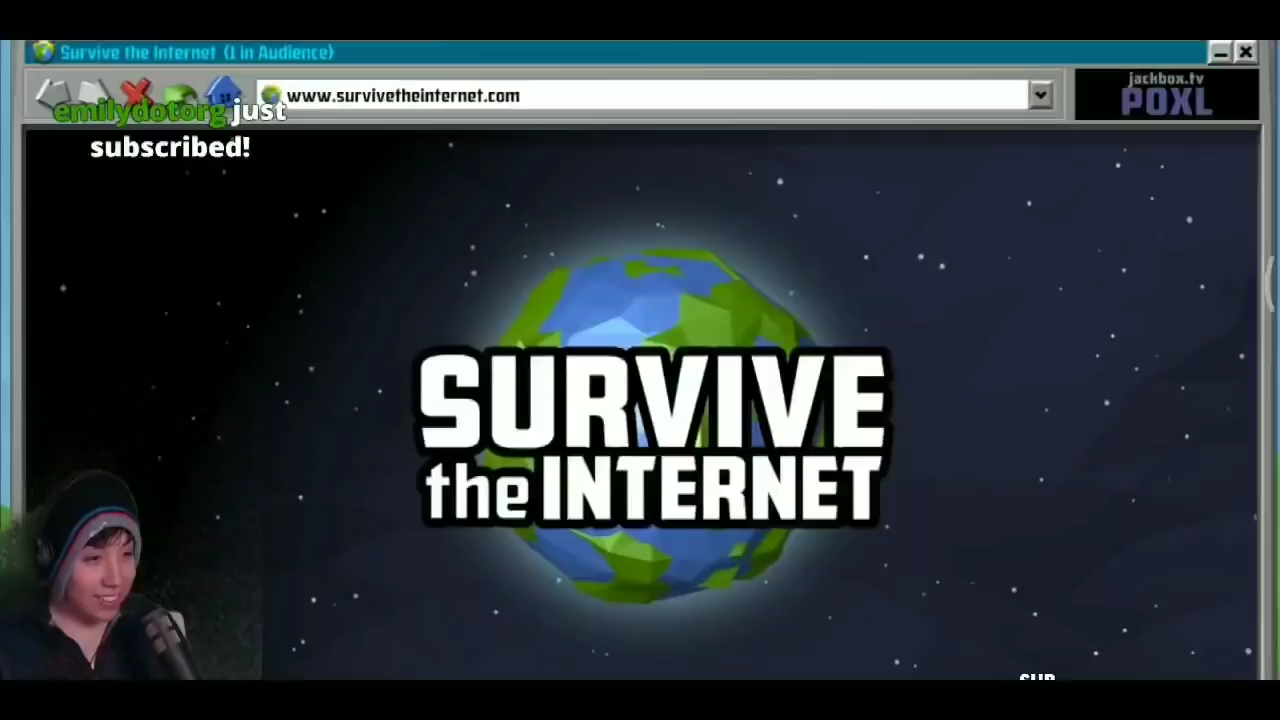 Survive the Internet (1 in Audience)
www.survivetheinternet.com
jackbox.tv
POXL
emilydotorg just
subscribed!
SURVIVE
the INTERNET